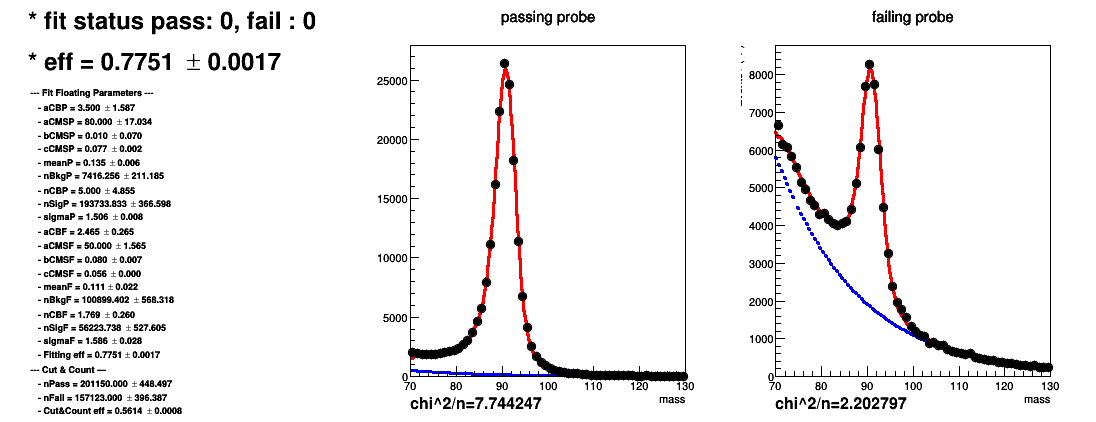 * fit status pass: 0, fail : 0
* eff = 0.7751 ± 0.0017
--- Fit Floating Parameters ---
- aCBP = 3.500 ± 1.587
- aCMSP = 80.000 ± 17.034
- bCMSP = 0.010 ± 0.070
- cCMSP = 0.077 ± 0.002
- meanP = 0.135 ± 0.006
- nBkgP = 7416.256 ± 211.185
- nCBP = 5.000 ± 4.855
- nSigP = 193733.833 ± 366.598
- sigmaP = 1.506 ± 0.008
- aCBF = 2.465 ± 0.265
- aCMSF = 50.000 ± 1.565
- bCMSF = 0.080 ± 0.007
- cCMSF = 0.056 ± 0.000
- meanF = 0.111 ± 0.022
- nBkgF = 100899.402 ± 568.318
- nCBF = 1.769 ± 0.260
- nSigF = 56223.738 ± 527.605
- sigmaF = 1.586 ± 0.028
- Fitting eff = 0.7751 ± 0.0017
--- Cut & Count ---
- nPass = 201150.000 ± 448.497
- nFail = 157123.000 ± 396.387
- Cut&Count eff = 0.5614 ± 0.0008
passing probe
25000
20000
15000
10000
5000
0
70 80 90 100 110 120 130
mass
chi^2/n=7.744247
failing probe
8000
7000
6000
5000
4000
3000
2000
1000
0
70 80 90 100 110 120 130
mass
chi^2/n=2.202797